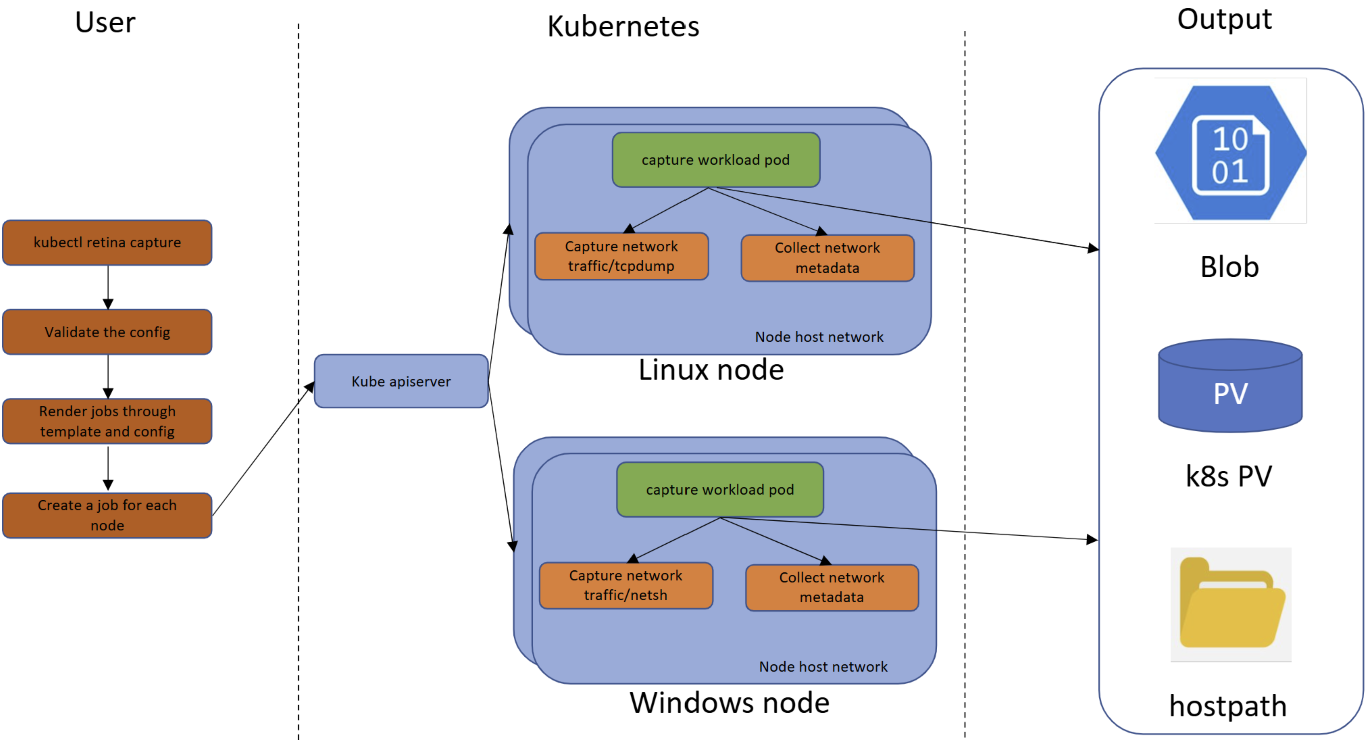 User
Kubernetes
Output
kubectl retina capture
Validate the config
Render jobs through
template and config
Create a job for each
node
Kube apiserver
capture workload pod
Capture network
traffic/tcpdump
Collect network
metadata
Node host network
Linux node
capture workload pod
Capture network
traffic/netsh
Collect network
metadata
Node host network
Windows node
10
01
Blob
PV
k8s PV
hostpath